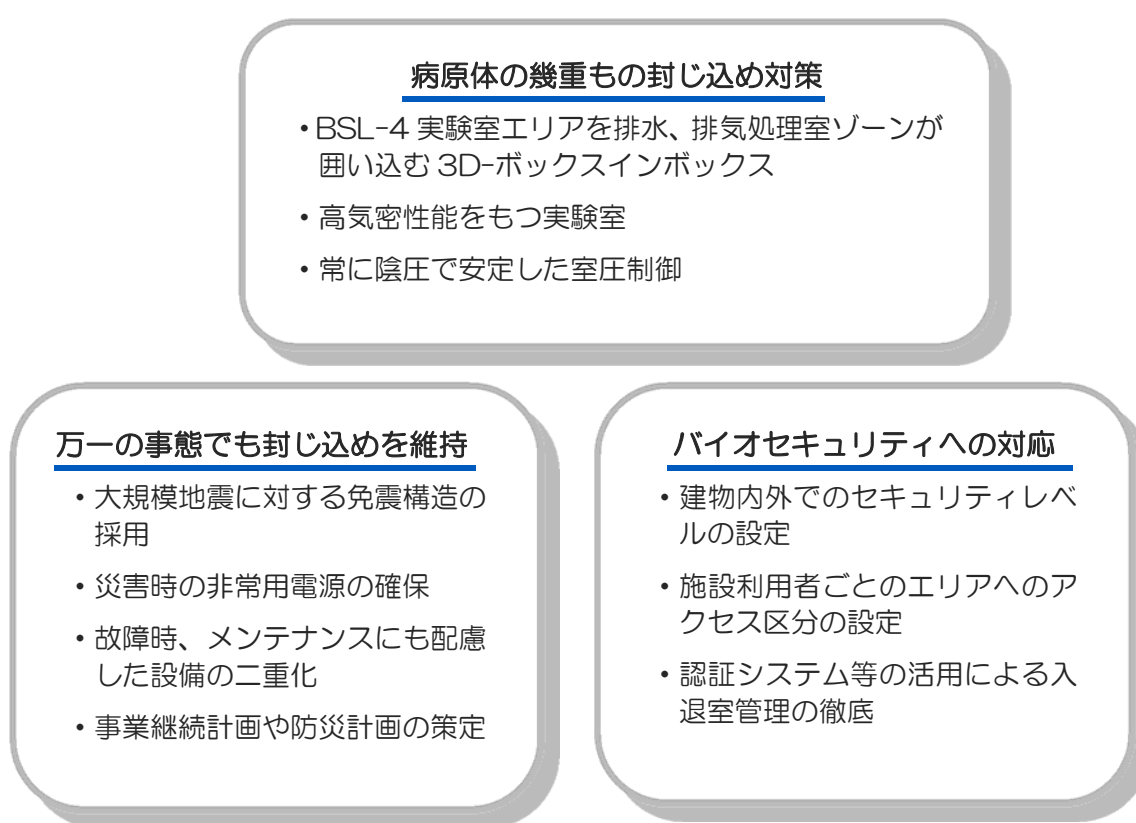 病原体の幾重もの封じ込め対策
・BSL-4 実験室エリアを排水、排気処理室ゾーンが
囲い込む 3D-ボックスインボックス
・高気密性能をもつ実験室
・常に陰圧で安定した室圧制御
万一の事態でも封じ込めを維持
・大規模地震に対する免震構造の
採用
・災害時の非常用電源の確保
・故障時、メンテナンスにも配慮
した設備の二重化
・事業継続計画や防災計画の策定
バイオセキュリティへの対応
・建物内外でのセキュリティレベ
ルの設定
・施設利用者ごとのエリアへのア
クセス区分の設定
・認証システム等の活用による入
退室管理の徹底